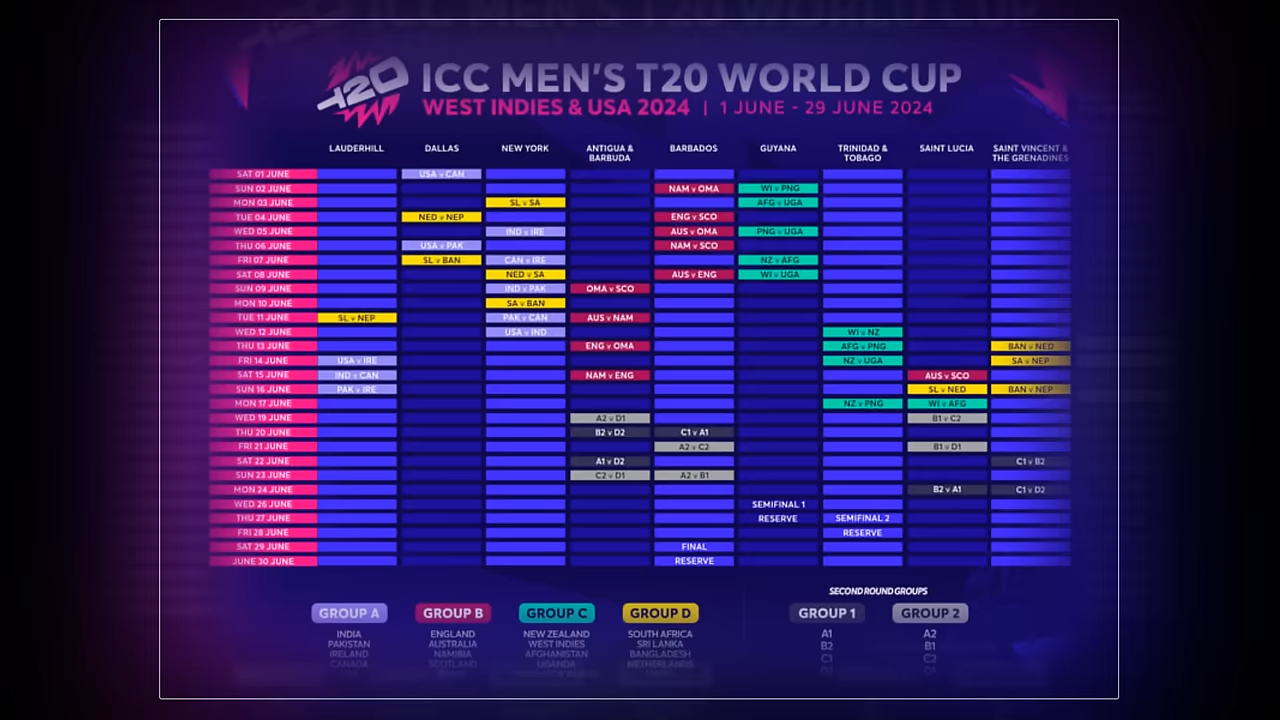 T20 ICC MEN'S T20 WORLD CUP
WEST INDIES & USA 2024 | 1 JUNE - 29 JUNE 2024
LAUDERHILL DALLAS NEW YORK ANTIGUA & BARBUDA BARBADOS GUYANA TRINIDAD & TOBAGO SAINT LUCIA SAINT VINCENT & THE GRENADINES
SAT 01 JUNE USA v CAN
SUN 02 JUNE NAM v OMA WI v PNG
MON 03 JUNE SL v SA AFG v UGA
TUE 04 JUNE NED v NEP ENG v SCO
WED 05 JUNE IND v IRE AUS v OMA PNG v UGA
THU 06 JUNE USA v PAK NAM v SCO
FRI 07 JUNE SL v BAN CAN v IRE NZ v AFG
SAT 08 JUNE NED v SA AUS v ENG WI v UGA
SUN 09 JUNE IND v PAK OMA v SCO
MON 10 JUNE SA v BAN
TUE 11 JUNE SL v NEP PAK v CAN AUS v NAM
WED 12 JUNE USA v IND WI v NZ
THU 13 JUNE ENG v OMA AFG v PNG BAN v NED
FRI 14 JUNE USA v IRE NZ v UGA SA v NEP
SAT 15 JUNE IND v CAN NAM v ENG AUS v SCO
SUN 16 JUNE PAK v IRE SL v NED BAN v NEP
MON 17 JUNE NZ v PNG WI v AFG
WED 19 JUNE A2 v D1 B1 v C2
THU 20 JUNE B2 v D2 C1 v A1
FRI 21 JUNE A2 v C2 B1 v D1
SAT 22 JUNE A1 v D2 C1 v B2
SUN 23 JUNE C2 v D1 A2 v B1
MON 24 JUNE B2 v A1 C1 v D2
WED 26 JUNE SEMIFINAL 1
THU 27 JUNE RESERVE SEMIFINAL 2
FRI 28 JUNE RESERVE
SAT 29 JUNE FINAL
JUNE 30 JUNE RESERVE
SECOND ROUND GROUPS
GROUP A GROUP B GROUP C GROUP D GROUP 1 GROUP 2
INDIA ENGLAND NEW ZEALAND SOUTH AFRICA A1 A2
PAKISTAN AUSTRALIA WEST INDIES SRI LANKA B2 B1
IRELAND NAMIBIA AFGHANISTAN BANGLADESH C1 C2
CANADA SCOTLAND UGANDA NETHERLANDS